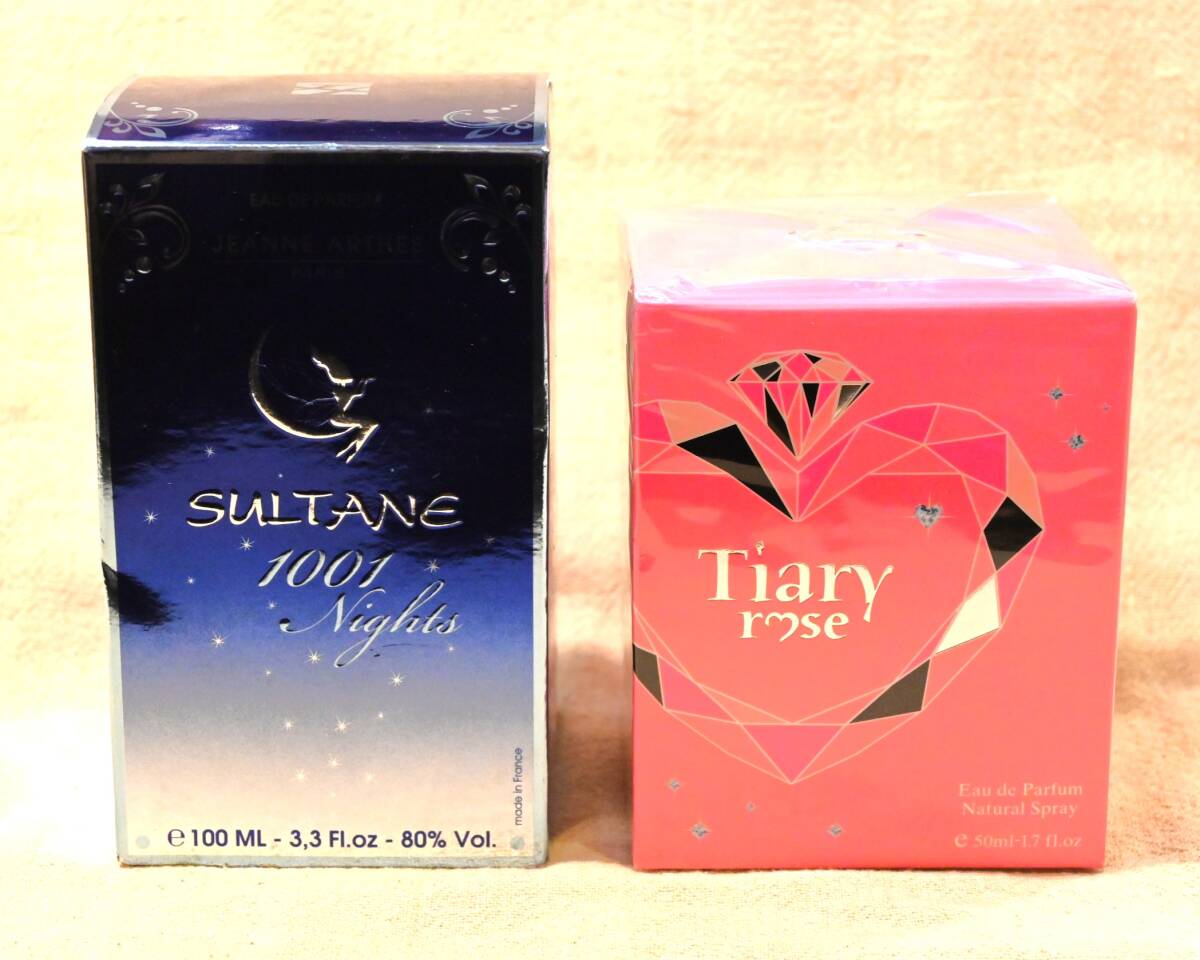 EAU DE PARFUM
JEANNE ARTHES
PARIS
SULTANE
1001
Nights
made in France
e 100 ML - 3,3 Fl.oz - 80% Vol.
Tiary
rose
Eau de Parfum
Natural Spray
e 50ml-1.7 fl.oz